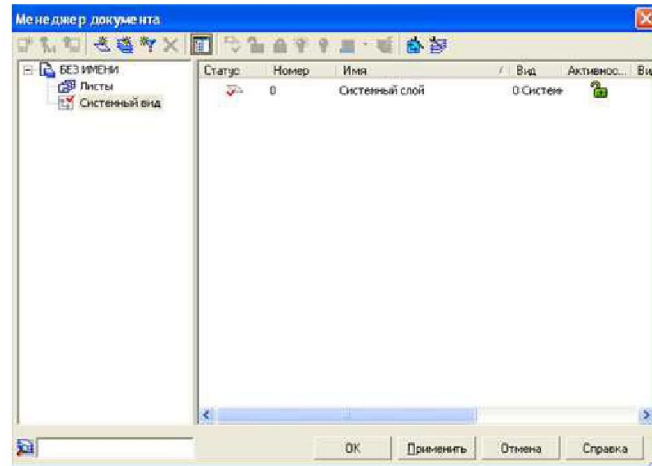 Менеджер документа
БЕЗ ИМЕНИ
Листы
Системный вид
Статус Номер Имя / Вид Активнос... Ви
0 Системный слой 0:Систем
ОК Применить Отмена Справка